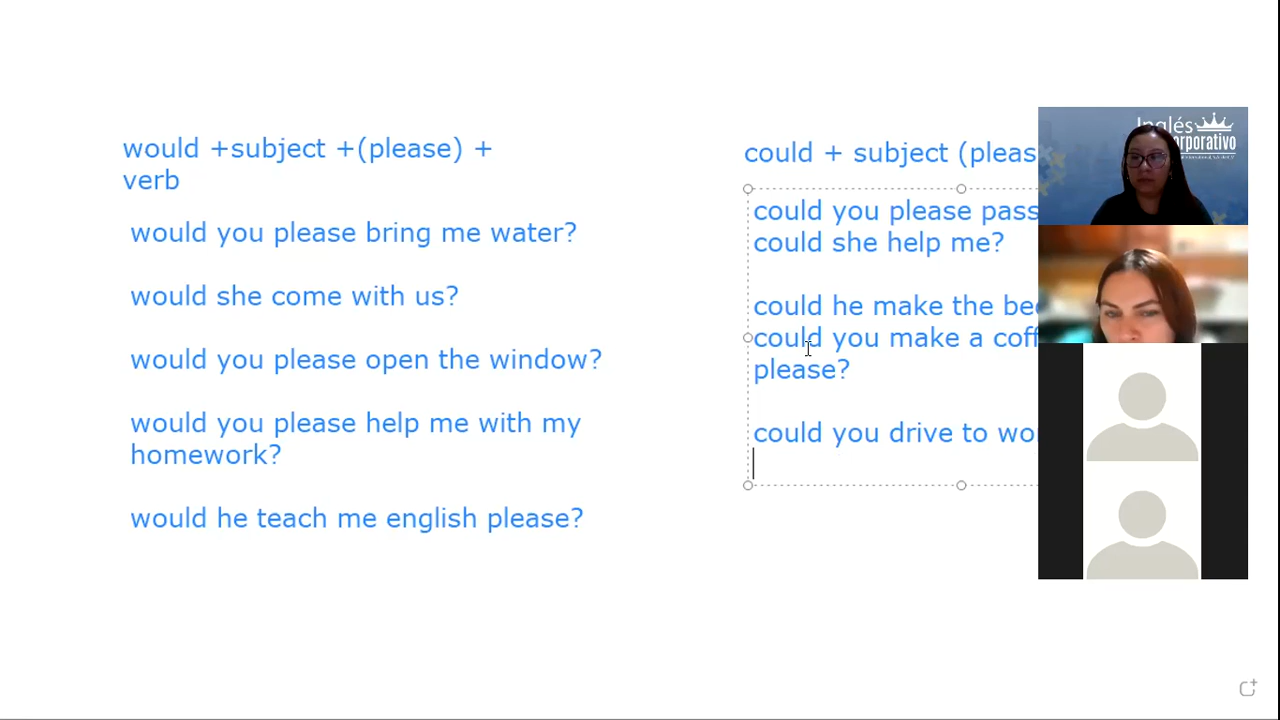 would +subject +(please) +
verb
would you please bring me water?
would she come with us?
would you please open the window?
would you please help me with my
homework?
would he teach me english please?
could + subject (pleas
could you please pass
could she help me?
could he make the be
could you make a cof
please?
could you drive to wo
Inglés
orporativo